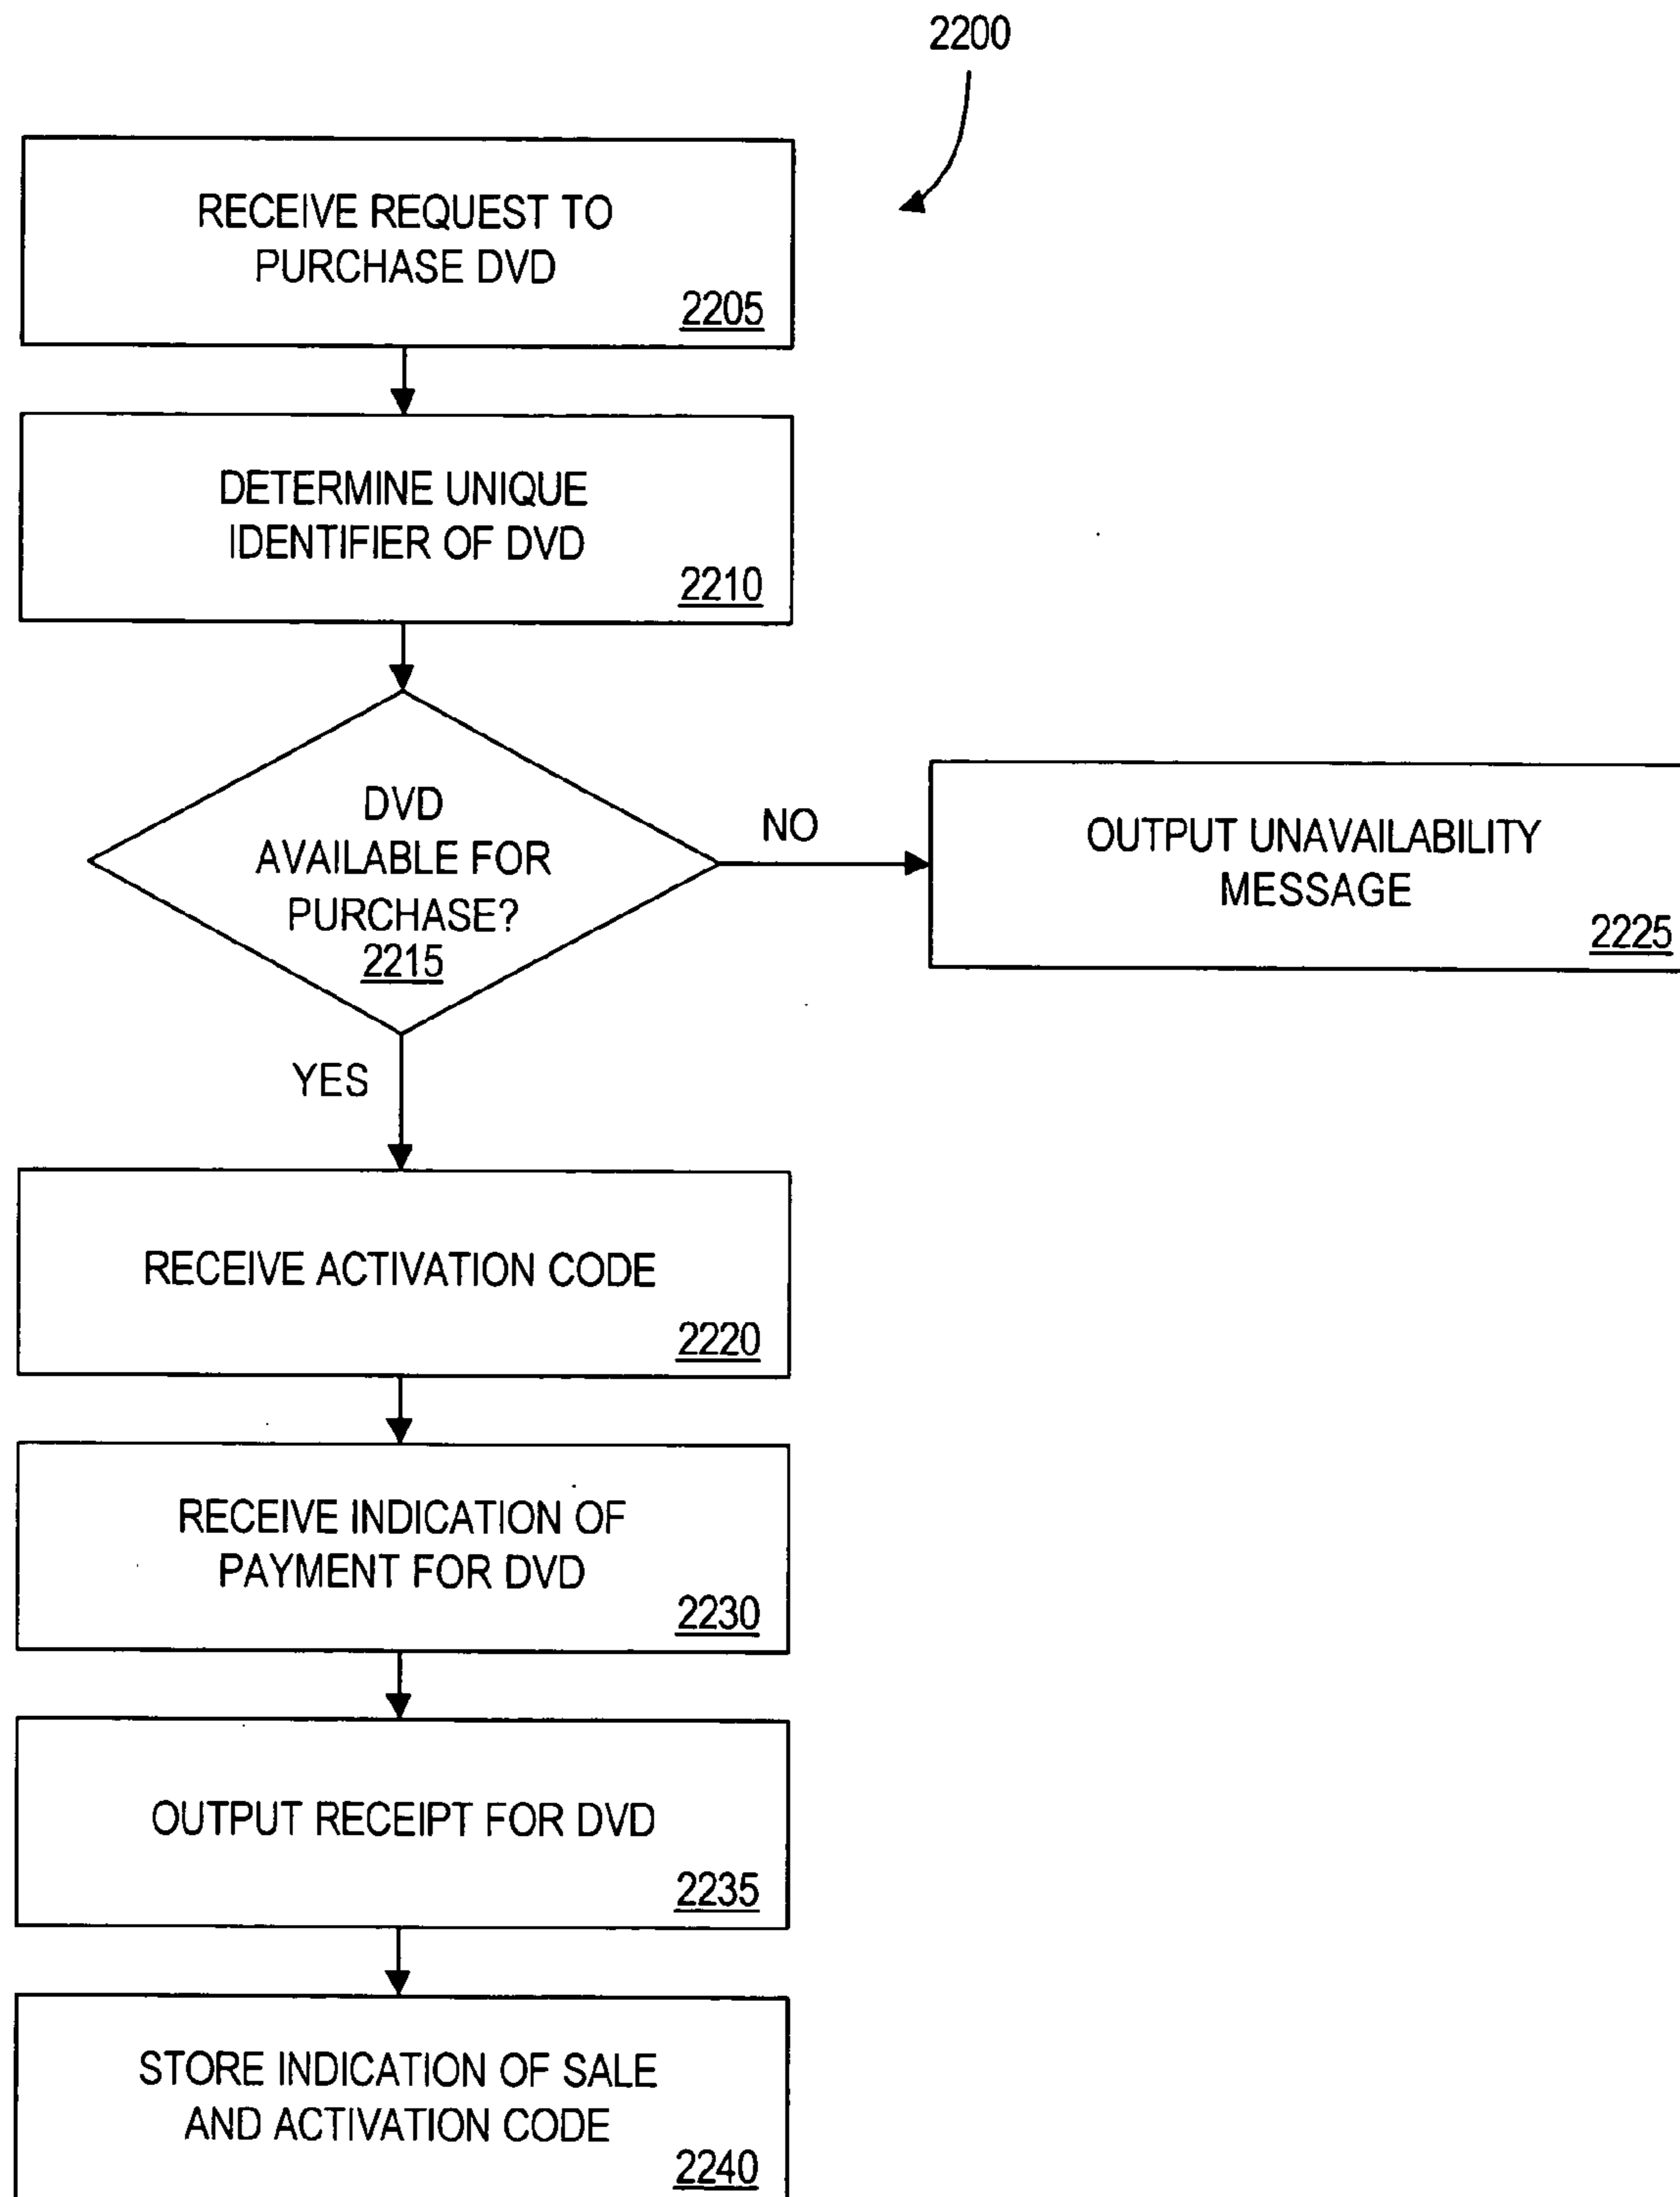 2200
RECEIVE REQUEST TO
PURCHASE DVD
2205
DETERMINE UNIQUE
IDENTIFIER OF DVD
2210
DVD
AVAILABLE FOR
PURCHASE?
2215
NO
OUTPUT UNAVAILABILITY
MESSAGE
2225
YES
RECEIVE ACTIVATION CODE
2220
RECEIVE INDICATION OF
PAYMENT FOR DVD
2230
OUTPUT RECEIPT FOR DVD
2235
STORE INDICATION OF SALE
AND ACTIVATION CODE
2240